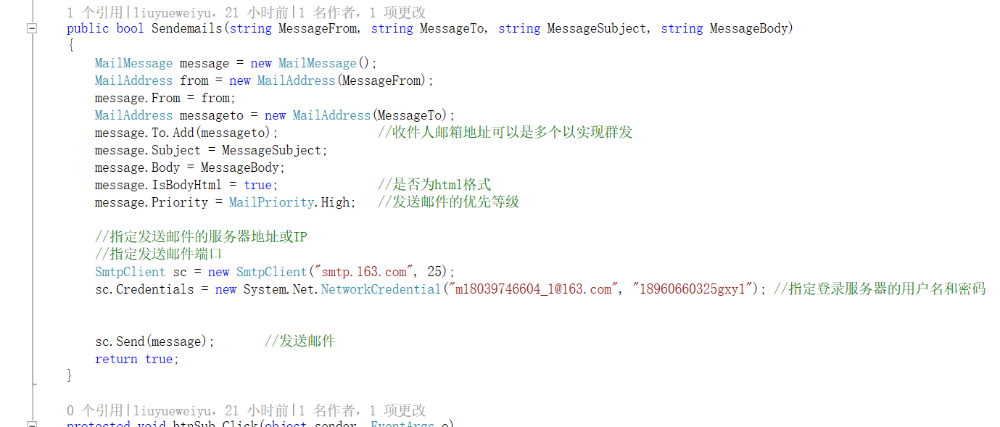 1 个引用|liuyueweiyu，21 小时前|1 名作者，1 项更改
public bool Sendemails(string MessageFrom, string MessageTo, string MessageSubject, string MessageBody)
{
MailMessage message = new MailMessage();
MailAddress from = new MailAddress(MessageFrom);
message.From = from;
MailAddress messageto = new MailAddress(MessageTo);
message.To.Add(messageto); //收件人邮箱地址可以是多个以实现群发
message.Subject = MessageSubject;
message.Body = MessageBody;
message.IsBodyHtml = true; //是否为html格式
message.Priority = MailPriority.High; //发送邮件的优先等级
//指定发送邮件的服务器地址或IP
//指定发送邮件端口
SmtpClient sc = new SmtpClient("smtp.163.com", 25);
sc.Credentials = new System.Net.NetworkCredential("m18039746604_1@163.com", "18960660325gxyl"); //指定登录服务器的用户名和密码
sc.Send(message); //发送邮件
return true;
}
0 个引用|liuyueweiyu，21 小时前|1 名作者，1 项更改
protected void btnSub_Click(object sender, EventArgs e)